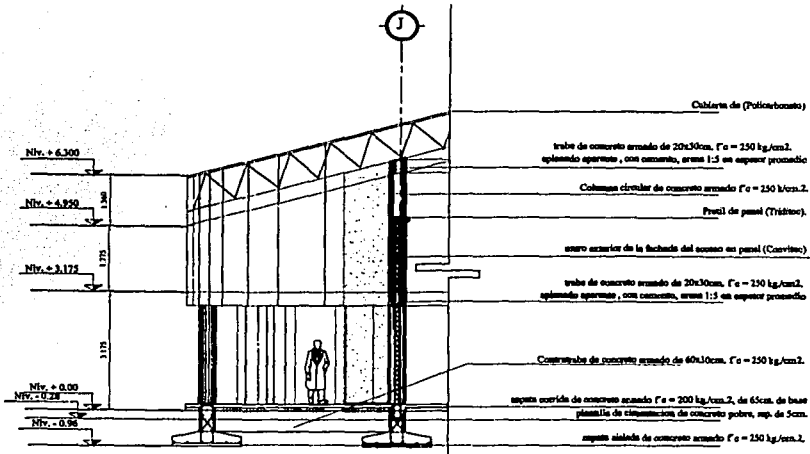 J
Cubierta de (Policarbonato)
Niv. + 6.300
trabe de concreto armado de 20x30cm. f'c = 250 kg./cm2.
aplanado aparente , con cemento, arena 1:5 en espesor promedio
1.360
Columna circular de concreto armado f'c = 250 k/cm.2.
Niv. + 4.950
Pretil de panel (Triditec).
1.775
muro exterior de la fachada del acceso en panel (Convitec)
Niv. + 3.175
trabe de concreto armado de 20x30cm. f'c = 250 kg./cm2.
aplanado aparente , con cemento, arena 1:5 en espesor promedio
3.175
Contratrabe de concreto armado de 60x30cm. f'c = 250 kg./cm2.
Niv. + 0.00
Niv. - 0.28
zapata corrida de concreto armado f'c = 200 kg./cm.2, de 65cm. de base
plantilla de cimentacion de concreto pobre, esp. de 5cm.
Niv. - 0.96
zapata aislada de concreto armado f'c = 250 kg./cm.2.